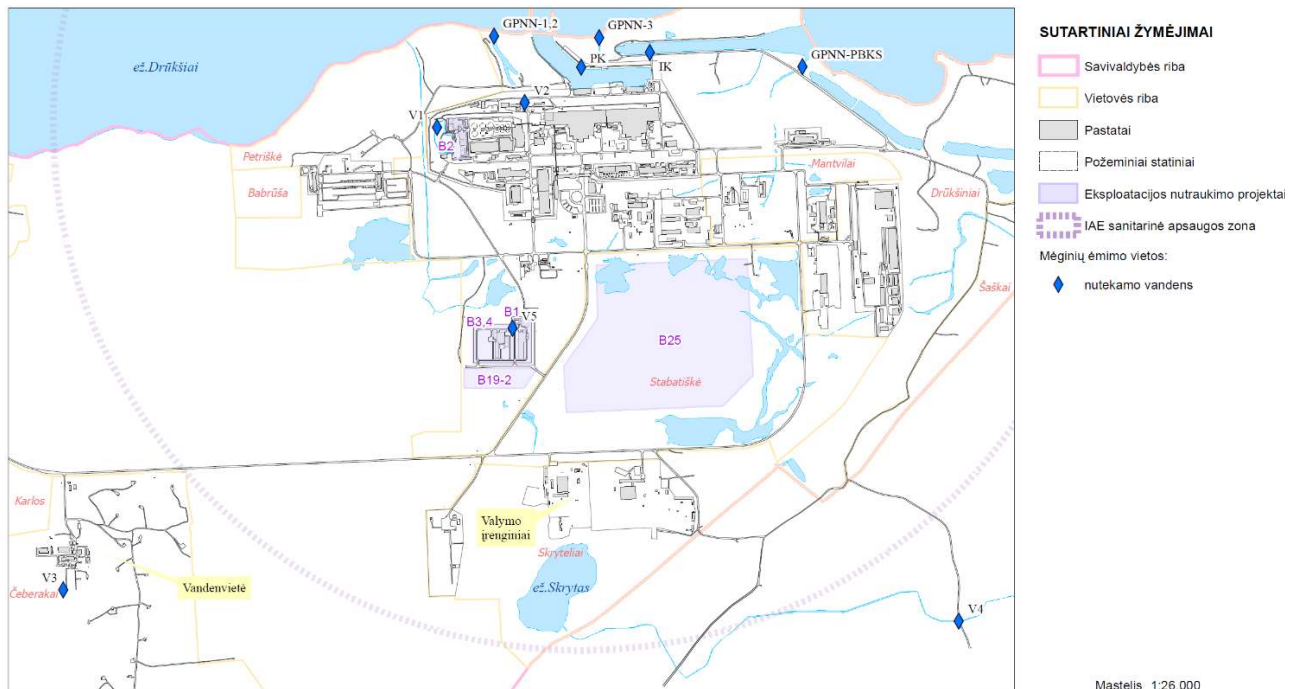 GPNN-1,2
GPNN-3
PK
IK
GPNN-PBKS
ež.Drūkšiai
V2
V1
B2
Petriškė
Babrūša
Mantvilai
Drūkšiniai
Šaškai
B1
V5
B3,4
B19-2
B25
Stabatiškė
Karlos
Valymo
įrenginiai
Skryteliai
ež.Skrytas
V3
Čeberakai
Vandenvietė
V4
SUTARTINIAI ŽYMĖJIMAI
Savivaldybės riba
Vietovės riba
Pastatai
Požeminiai statiniai
Eksploatacijos nutraukimo projektai
IAE sanitarinė apsaugos zona
Mėginių ėmimo vietos:
nutekamo vandens
Mastelis 1:26 000